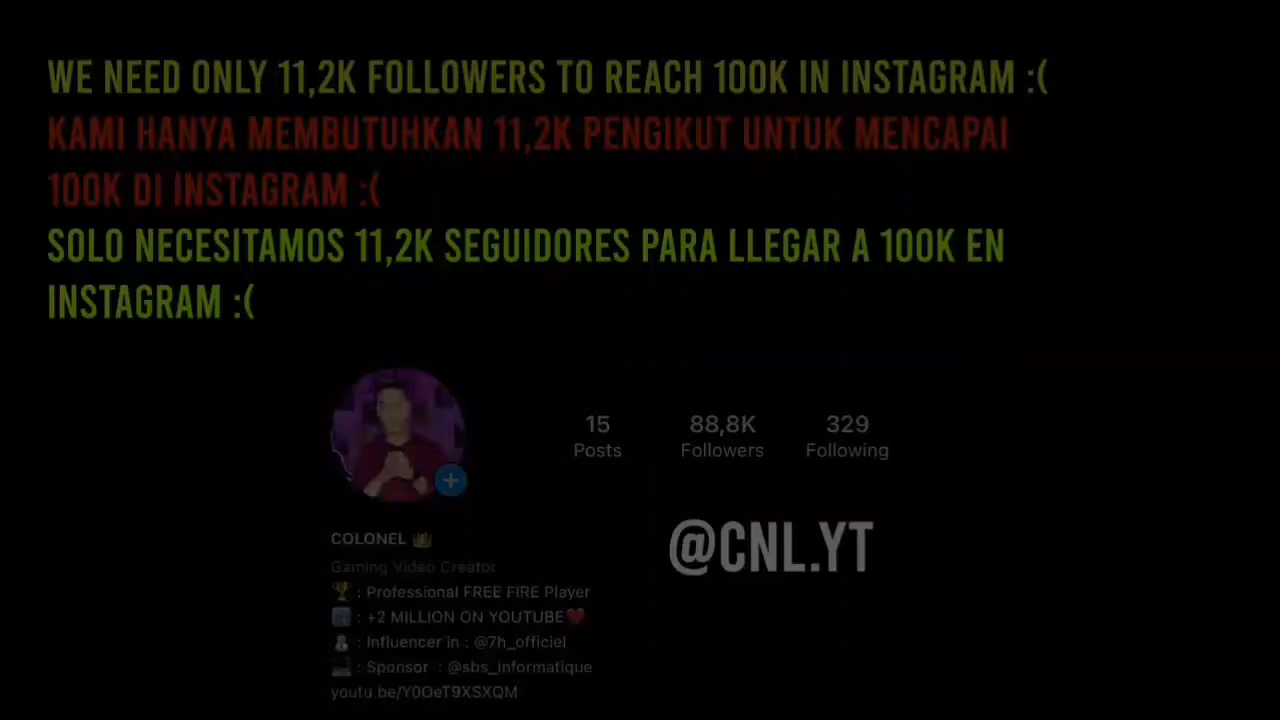 WE NEED ONLY 11,2K FOLLOWERS TO REACH 100K IN INSTAGRAM :(
KAMI HANYA MEMBUTUHKAN 11,2K PENGIKUT UNTUK MENCAPAI
100K DI INSTAGRAM :(
SOLO NECESITAMOS 11,2K SEGUIDORES PARA LLEGAR A 100K EN
INSTAGRAM :(
15 88,8K 329
Posts Followers Following
@CNL.YT
COLONEL 👑
Gaming Video Creator
🏆 : Professional FREE FIRE Player
: +2 MILLION ON YOUTUBE❤️
: Influencer in : @7h_officiel
: Sponsor : @sbs_informatique
youtu.be/Y0OeT9XSXQM